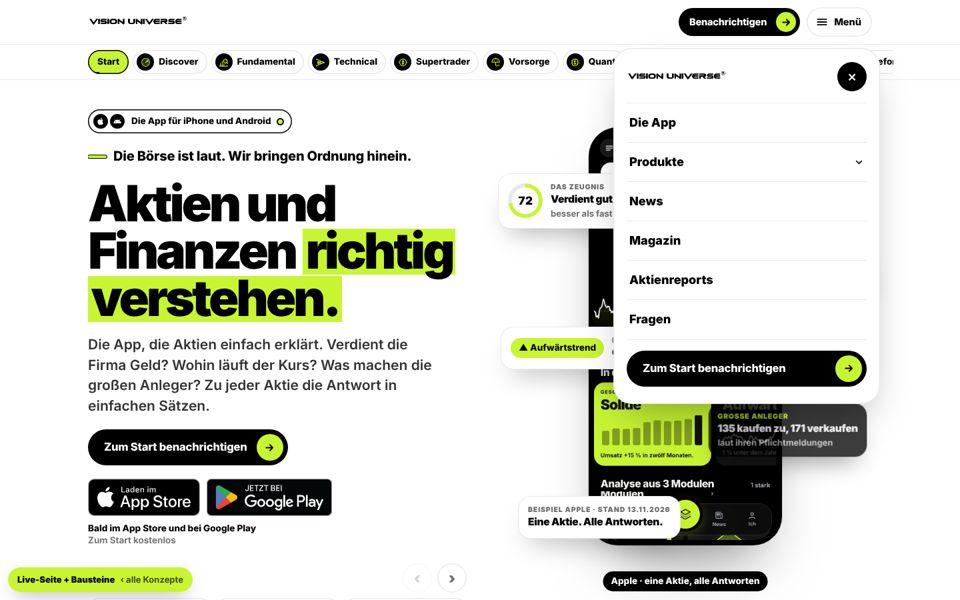 VISION UNIVERSE®
Benachrichtigen
Menü
Start
Discover
Fundamental
Technical
Supertrader
Vorsorge
VISION UNIVERSE®
Die App
Produkte
News
Magazin
Aktienreports
Fragen
Zum Start benachrichtigen
Die App für iPhone und Android
Die Börse ist laut. Wir bringen Ordnung hinein.
Aktien und
Finanzen richtig
verstehen.
Die App, die Aktien einfach erklärt. Verdient die
Firma Geld? Wohin läuft der Kurs? Was machen die
großen Anleger? Zu jeder Aktie die Antwort in
einfachen Sätzen.
Zum Start benachrichtigen
Laden im
App Store
JETZT BEI
Google Play
Bald im App Store und bei Google Play
Zum Start kostenlos
Live-Seite + Bausteine ‹ alle Konzepte
72
DAS ZEUGNIS
Verdient gut
besser als fast
▲ Aufwärtstrend
Solide
Umsatz +15 % in zwölf Monaten.
Aufwärts
GROSSE ANLEGER
135 kaufen zu, 171 verkaufen
laut ihren Pflichtmeldungen
Analyse aus 3 Modulen
1 stark
Modulen
BEISPIEL APPLE · STAND 13.11.2026
Eine Aktie. Alle Antworten.
News
Ich
Apple · eine Aktie, alle Antworten